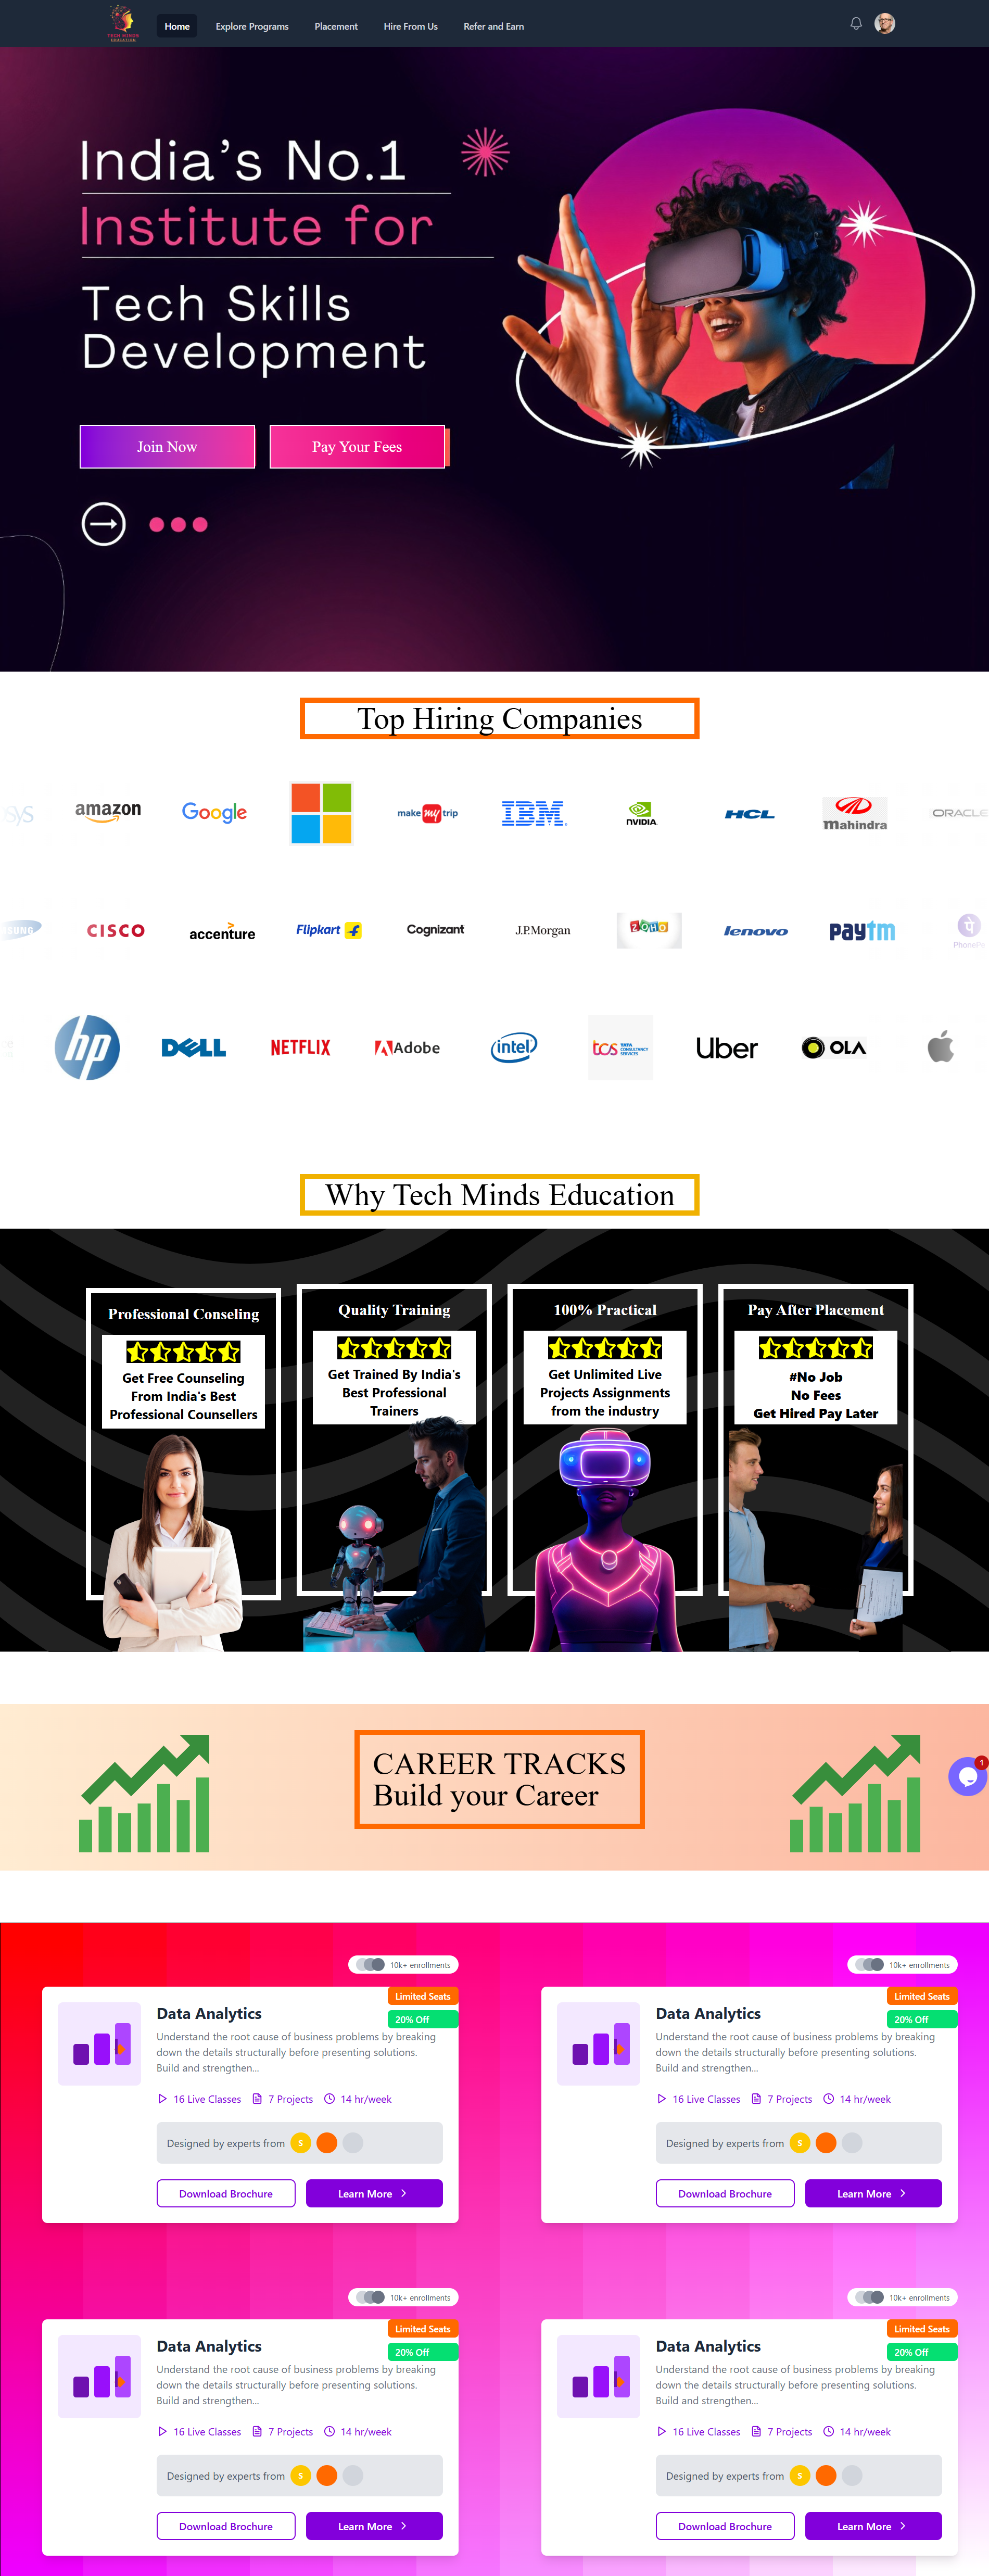 TECH MINDS
EDUCATION
Home
Explore Programs
Placement
Hire From Us
Refer and Earn
India's No.1
Institute for
Tech Skills
Development
Join Now
Pay Your Fees
Top Hiring Companies
amazon
Google
make my trip
IBM
NVIDIA
HCL
Mahindra
ORACLE
SUNG
CISCO
accenture
Flipkart
Cognizant
J.P.Morgan
ZOHO
lenovo
paytm
PhonePe
hp
DELL
NETFLIX
Adobe
intel
tcs TATA
CONSULTANCY
SERVICES
Uber
OLA
Why Tech Minds Education
Professional Conseling
Get Free Counseling
From India's Best
Professional Counsellers
Quality Training
Get Trained By India's
Best Professional
Trainers
100% Practical
Get Unlimited Live
Projects Assignments
from the industry
Pay After Placement
#No Job
No Fees
Get Hired Pay Later
CAREER TRACKS
Build your Career
1
10k+ enrollments
Limited Seats
20% Off
Data Analytics
Understand the root cause of business problems by breaking
down the details structurally before presenting solutions.
Build and strengthen...
16 Live Classes
7 Projects
14 hr/week
Designed by experts from
S
Download Brochure
Learn More
10k+ enrollments
Limited Seats
20% Off
Data Analytics
Understand the root cause of business problems by breaking
down the details structurally before presenting solutions.
Build and strengthen...
16 Live Classes
7 Projects
14 hr/week
Designed by experts from
S
Download Brochure
Learn More
10k+ enrollments
Limited Seats
20% Off
Data Analytics
Understand the root cause of business problems by breaking
down the details structurally before presenting solutions.
Build and strengthen...
16 Live Classes
7 Projects
14 hr/week
Designed by experts from
S
Download Brochure
Learn More
10k+ enrollments
Limited Seats
20% Off
Data Analytics
Understand the root cause of business problems by breaking
down the details structurally before presenting solutions.
Build and strengthen...
16 Live Classes
7 Projects
14 hr/week
Designed by experts from
S
Download Brochure
Learn More